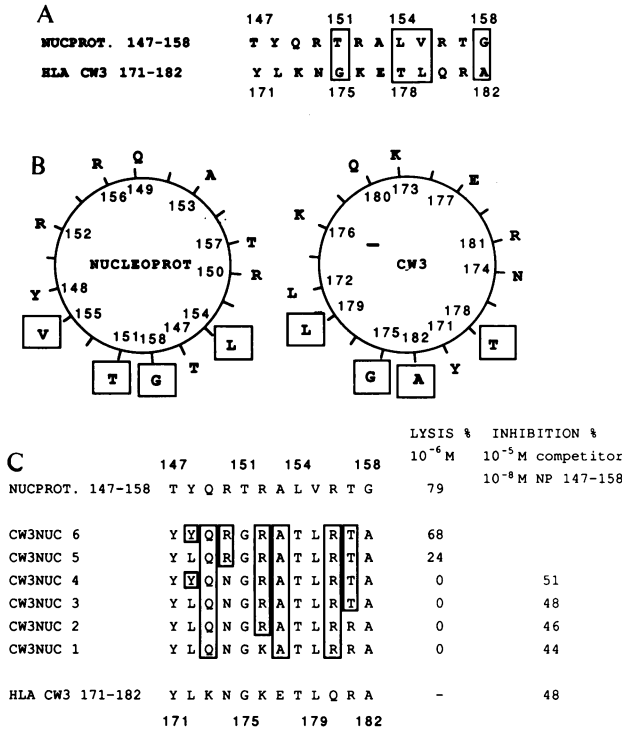 A
147 151 154 158
NUCPROT. 147-158 T Y Q R T R A L V R T G
HLA CW3 171-182 Y L K N G K E T L Q R A
171 175 178 182
B
R Q A T R L T G T V Y R
156 149 153 157 150 154 147 158 151 155 148 152
NUCLEOPROT
Q K E R N T Y A G L L K
180 173 177 181 174 178 171 182 175 179 172 176
CW3
LYSIS % INHIBITION %
10⁻⁶ M 10⁻⁵ M competitor
10⁻⁸ M NP 147-158
C
147 151 154 158
NUCPROT. 147-158 T Y Q R T R A L V R T G 79
CW3NUC 6 Y Y Q R G R A T L R T A 68
CW3NUC 5 Y L Q R G R A T L R T A 24
CW3NUC 4 Y Y Q N G R A T L R T A 0 51
CW3NUC 3 Y L Q N G R A T L R T A 0 48
CW3NUC 2 Y L Q N G R A T L R R A 0 46
CW3NUC 1 Y L Q N G K A T L R R A 0 44
HLA CW3 171-182 Y L K N G K E T L Q R A - 48
171 175 179 182